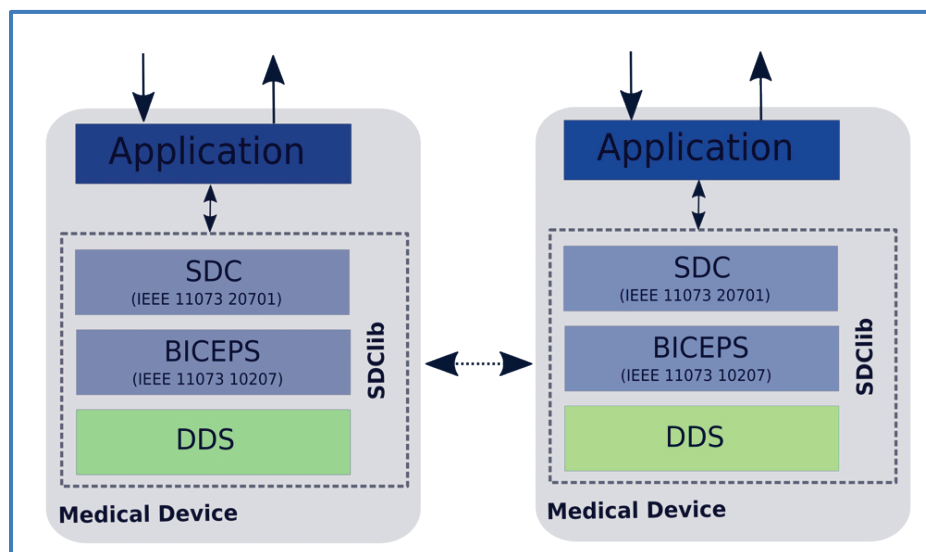 Application
SDC
(IEEE 11073 20701)
BICEPS
(IEEE 11073 10207)
DDS
SDClib
Medical Device
Application
SDC
(IEEE 11073 20701)
BICEPS
(IEEE 11073 10207)
DDS
SDClib
Medical Device